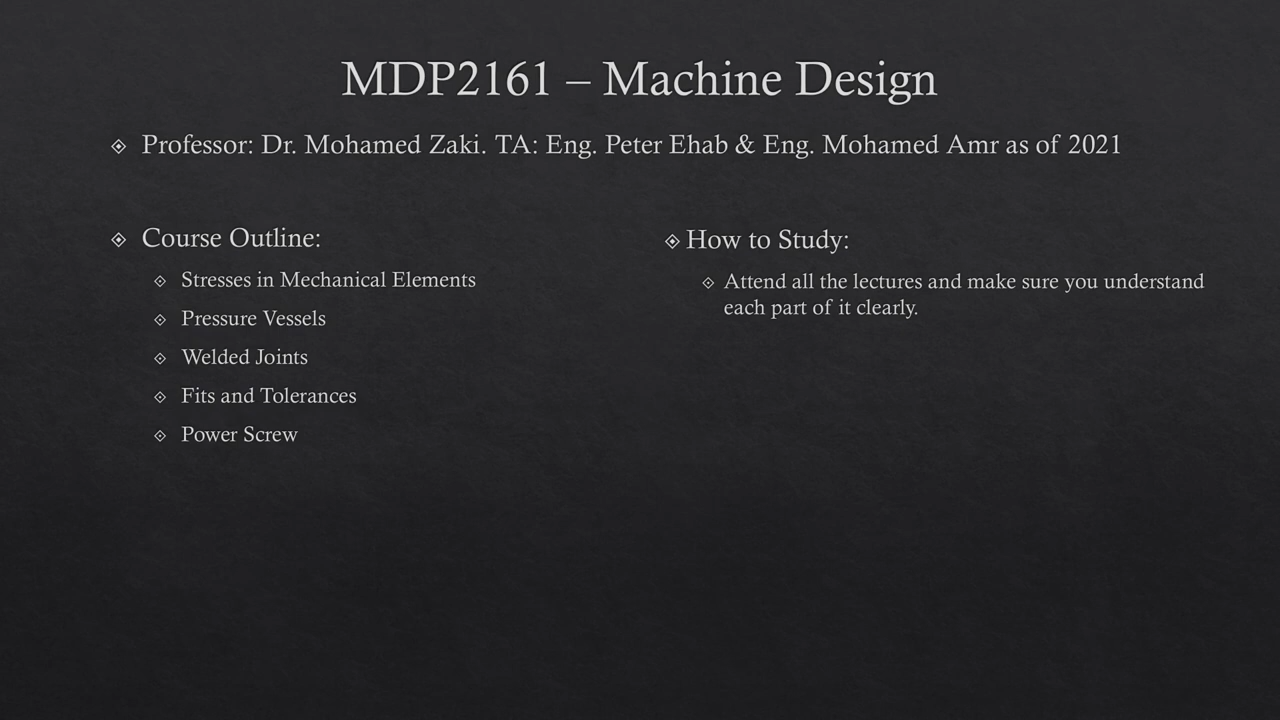 MDP2161 – Machine Design
Professor: Dr. Mohamed Zaki. TA: Eng. Peter Ehab & Eng. Mohamed Amr as of 2021
Course Outline:
Stresses in Mechanical Elements
Pressure Vessels
Welded Joints
Fits and Tolerances
Power Screw
How to Study:
Attend all the lectures and make sure you understand
each part of it clearly.